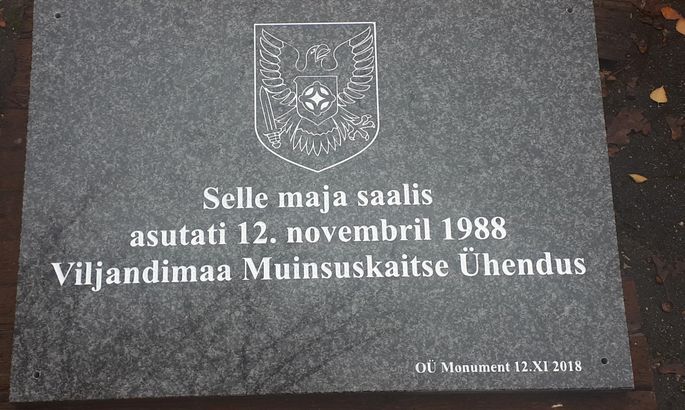 Selle maja saalis
asutati 12. novembril 1988
Viljandimaa Muinsuskaitse Ühendus
OÜ Monument 12.XI 2018